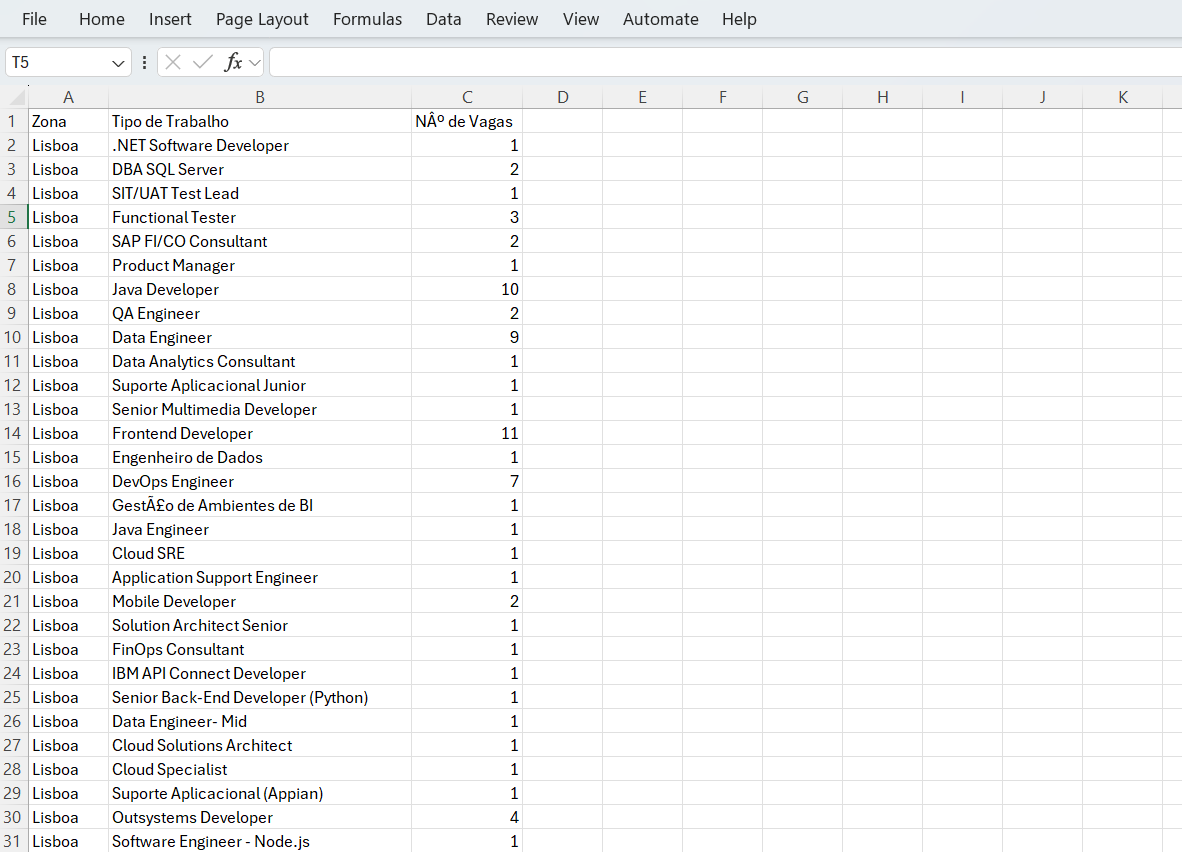 File Home Insert Page Layout Formulas Data Review View Automate Help
T5 fx
A B C D E F G H I J K
1 Zona Tipo de Trabalho NÂº de Vagas
2 Lisboa .NET Software Developer 1
3 Lisboa DBA SQL Server 2
4 Lisboa SIT/UAT Test Lead 1
5 Lisboa Functional Tester 3
6 Lisboa SAP FI/CO Consultant 2
7 Lisboa Product Manager 1
8 Lisboa Java Developer 10
9 Lisboa QA Engineer 2
10 Lisboa Data Engineer 9
11 Lisboa Data Analytics Consultant 1
12 Lisboa Suporte Aplicacional Junior 1
13 Lisboa Senior Multimedia Developer 1
14 Lisboa Frontend Developer 11
15 Lisboa Engenheiro de Dados 1
16 Lisboa DevOps Engineer 7
17 Lisboa GestÃ£o de Ambientes de BI 1
18 Lisboa Java Engineer 1
19 Lisboa Cloud SRE 1
20 Lisboa Application Support Engineer 1
21 Lisboa Mobile Developer 2
22 Lisboa Solution Architect Senior 1
23 Lisboa FinOps Consultant 1
24 Lisboa IBM API Connect Developer 1
25 Lisboa Senior Back-End Developer (Python) 1
26 Lisboa Data Engineer- Mid 1
27 Lisboa Cloud Solutions Architect 1
28 Lisboa Cloud Specialist 1
29 Lisboa Suporte Aplicacional (Appian) 1
30 Lisboa Outsystems Developer 4
31 Lisboa Software Engineer - Node.js 1